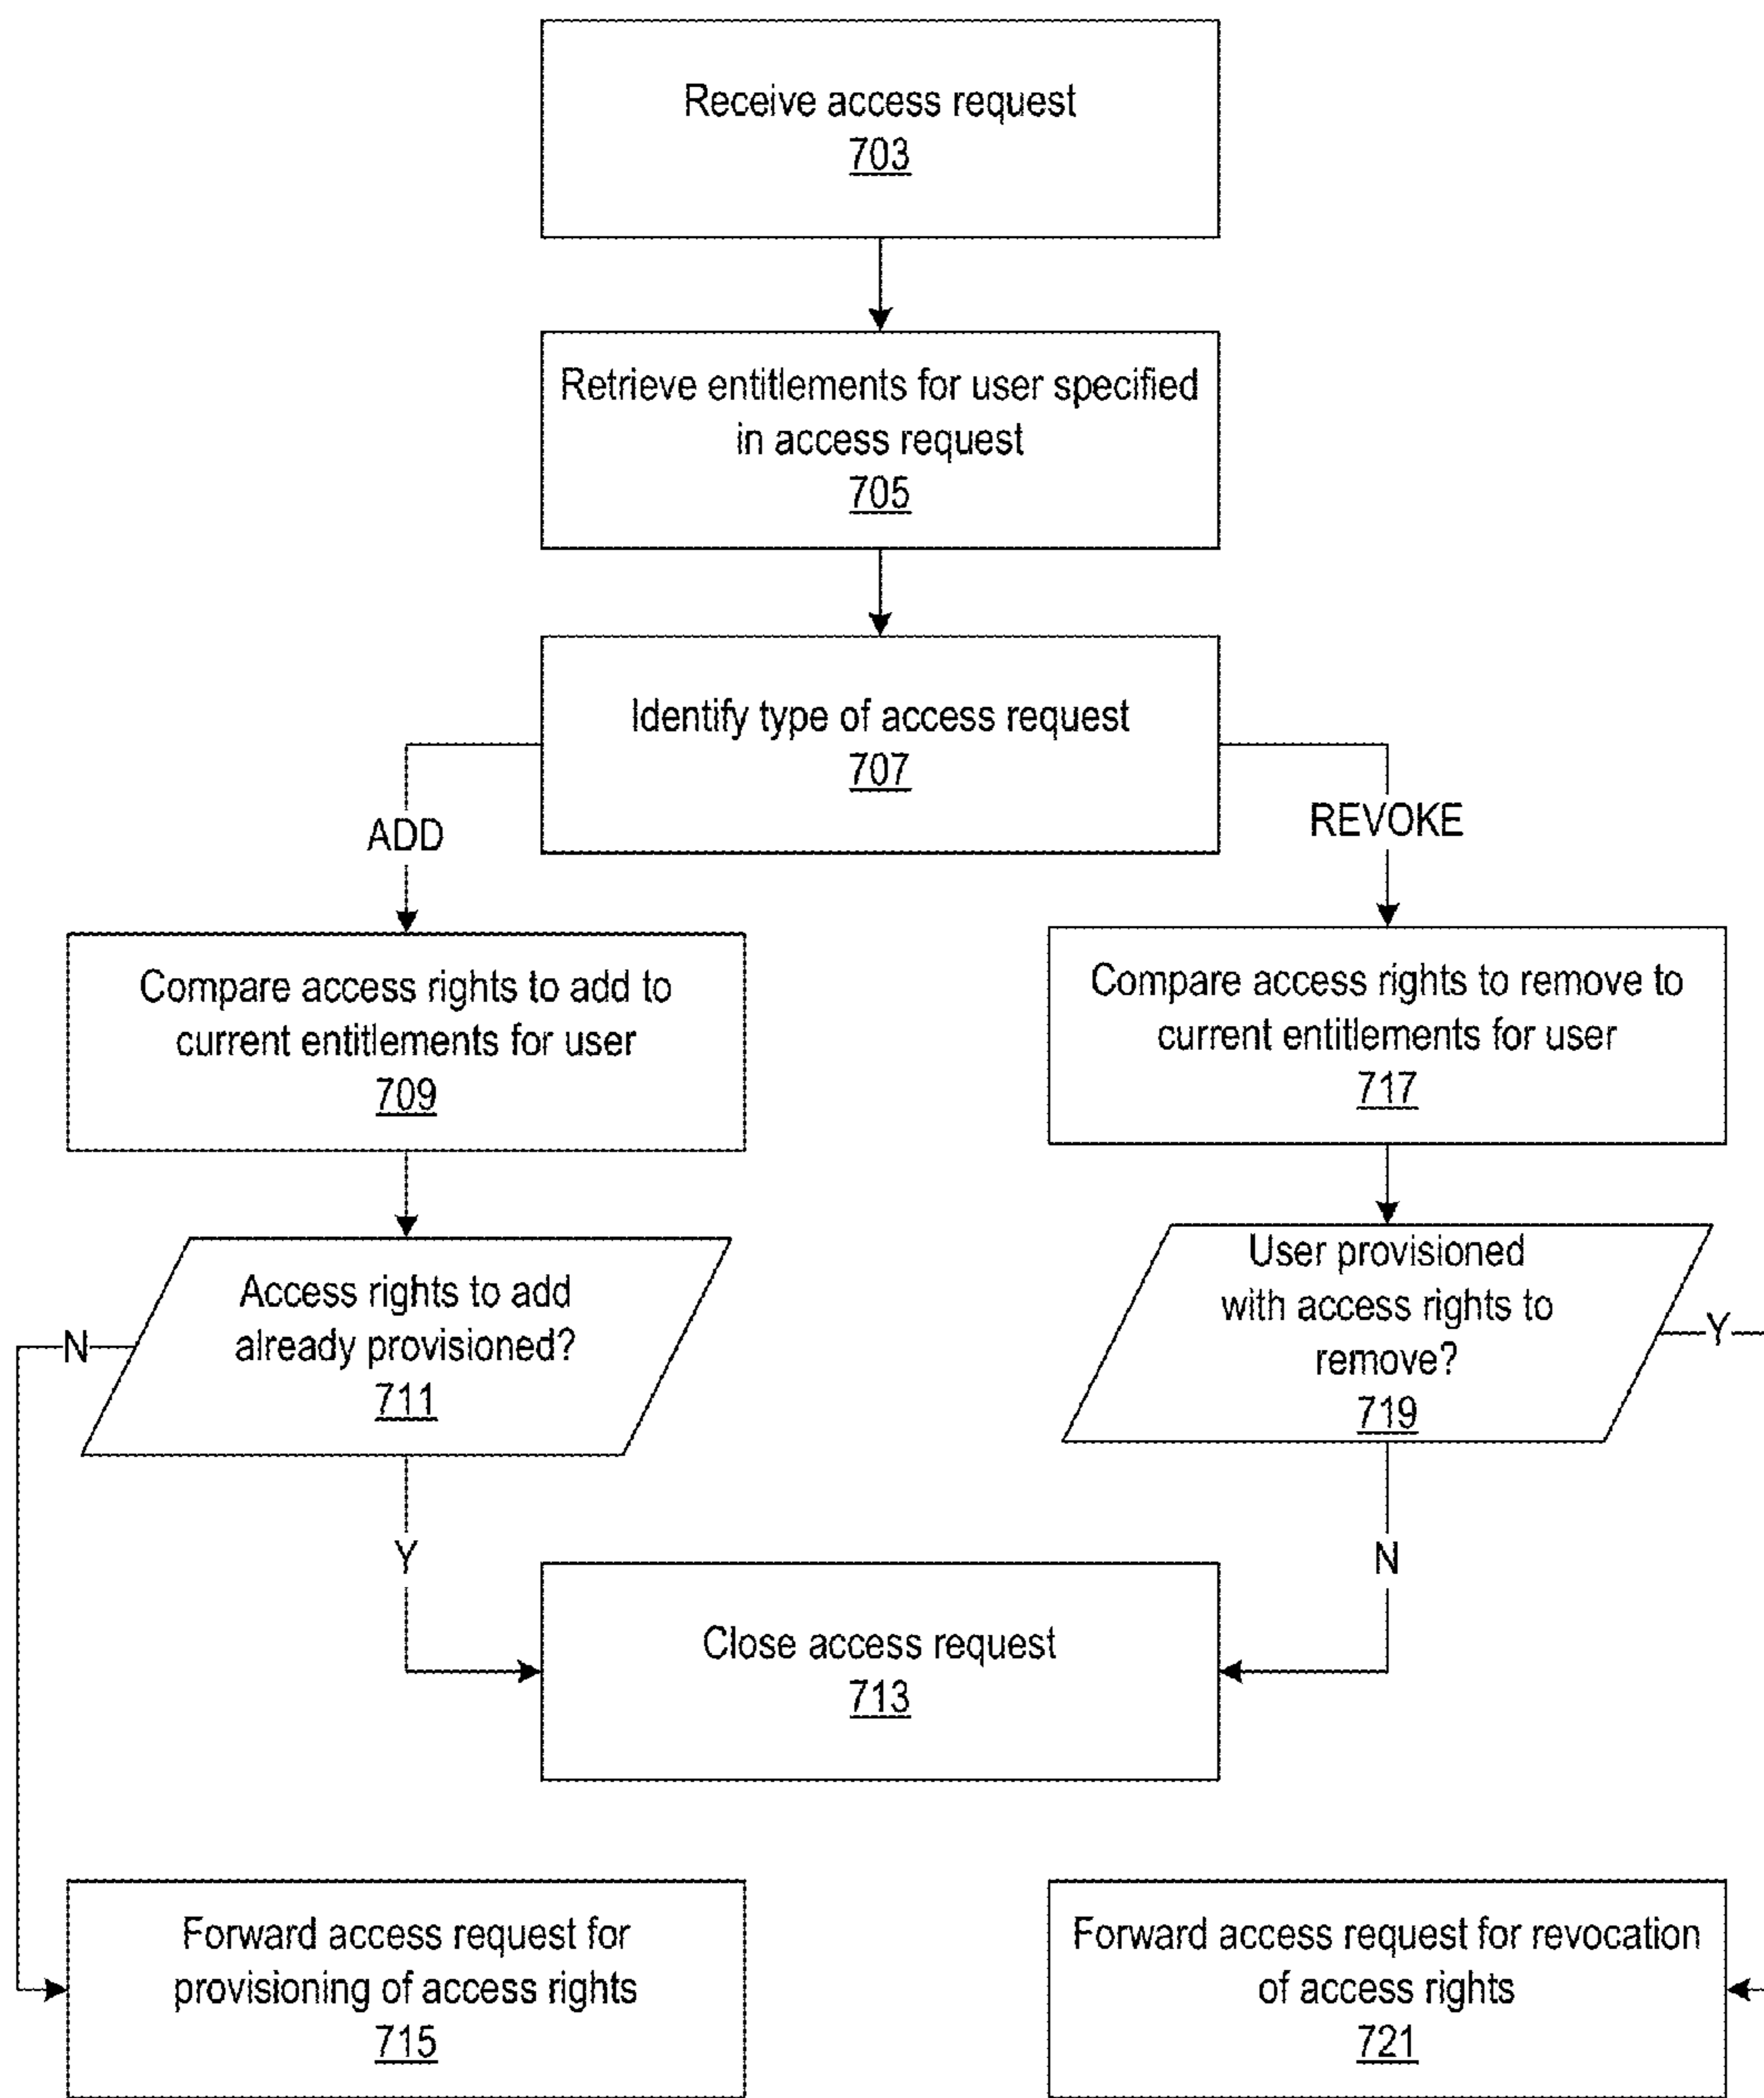 Receive access request
703
Retrieve entitlements for user specified
in access request
705
Identify type of access request
707
ADD
REVOKE
Compare access rights to add to
current entitlements for user
709
Compare access rights to remove to
current entitlements for user
717
Access rights to add
already provisioned?
711
N
User provisioned
with access rights to
remove?
719
Y
Y
N
Close access request
713
Forward access request for
provisioning of access rights
715
Forward access request for revocation
of access rights
721